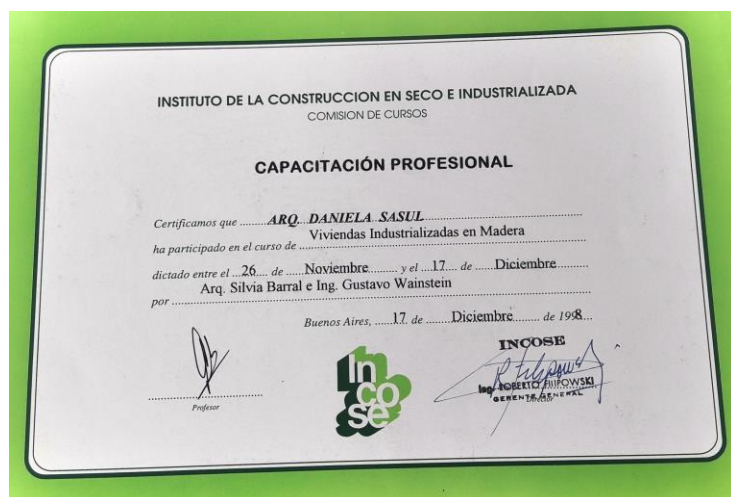 INSTITUTO DE LA CONSTRUCCION EN SECO E INDUSTRIALIZADA
COMISION DE CURSOS
CAPACITACIÓN PROFESIONAL
Certificamos que ARQ. DANIELA SASUL
ha participado en el curso de Viviendas Industrializadas en Madera
dictado entre el 26 de Noviembre y el 17 de Diciembre
por Arq. Silvia Barral e Ing. Gustavo Wainstein
Buenos Aires, 17 de Diciembre de 1998
Profesor
In
co
se
INCOSE
Ing. ROBERTO FILIPOWSKI
GERENTE GENERAL
Director